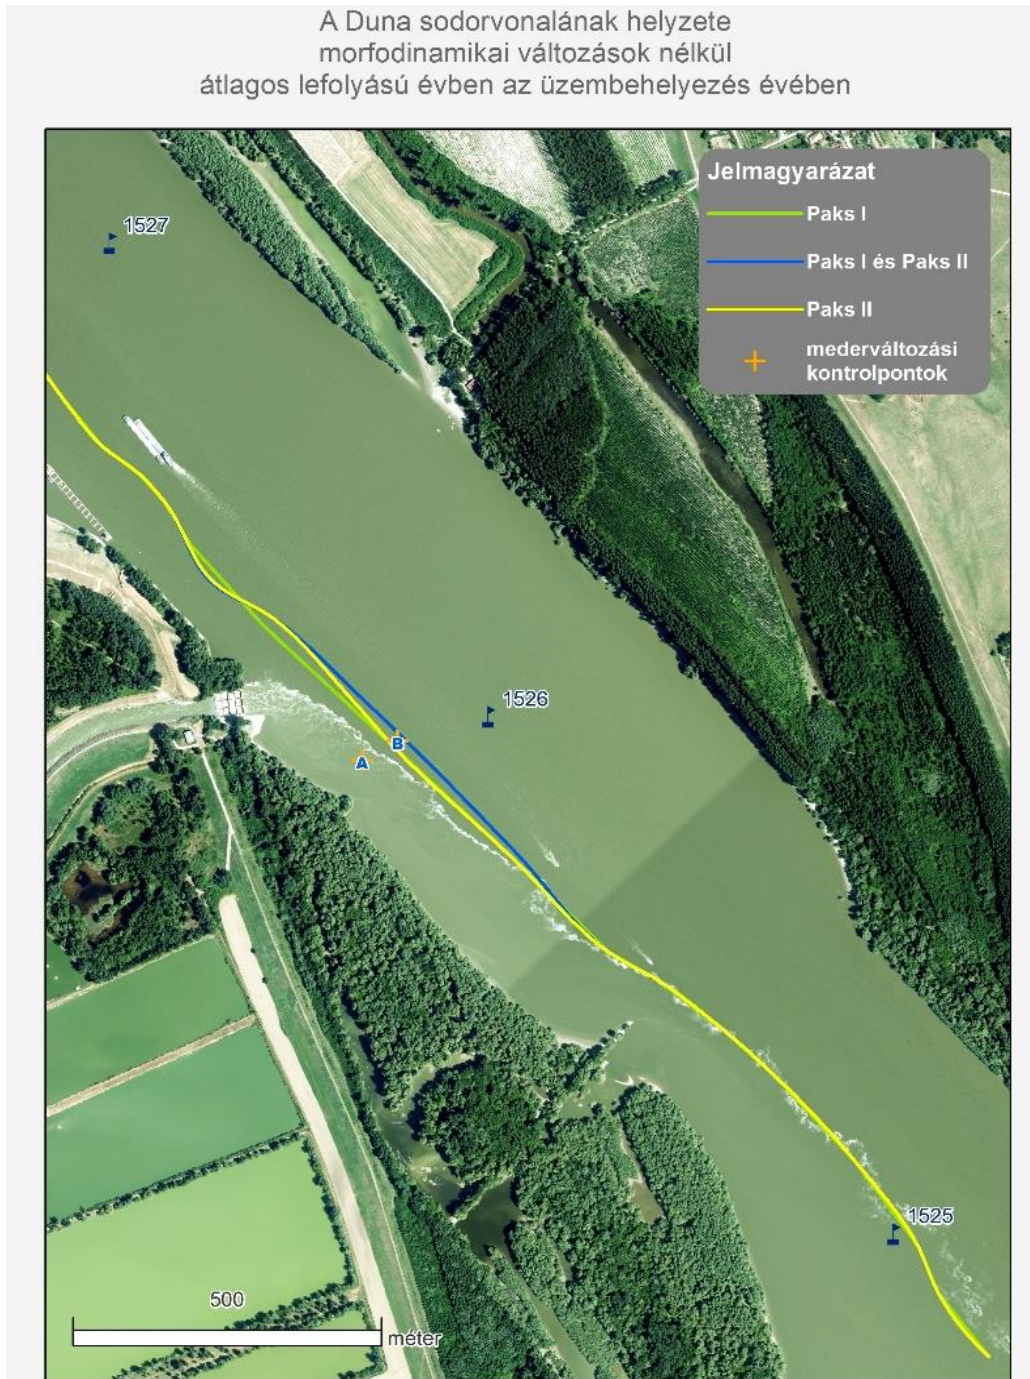 A Duna sodorvonalának helyzete
morfodinamikai változások nélkül
átlagos lefolyású évben az üzembehelyezés évében
Jelmagyarázat
Paks I
Paks I és Paks II
Paks II
mederváltozási
kontrolpontok
1527
1526
B
A
1525
500
méter